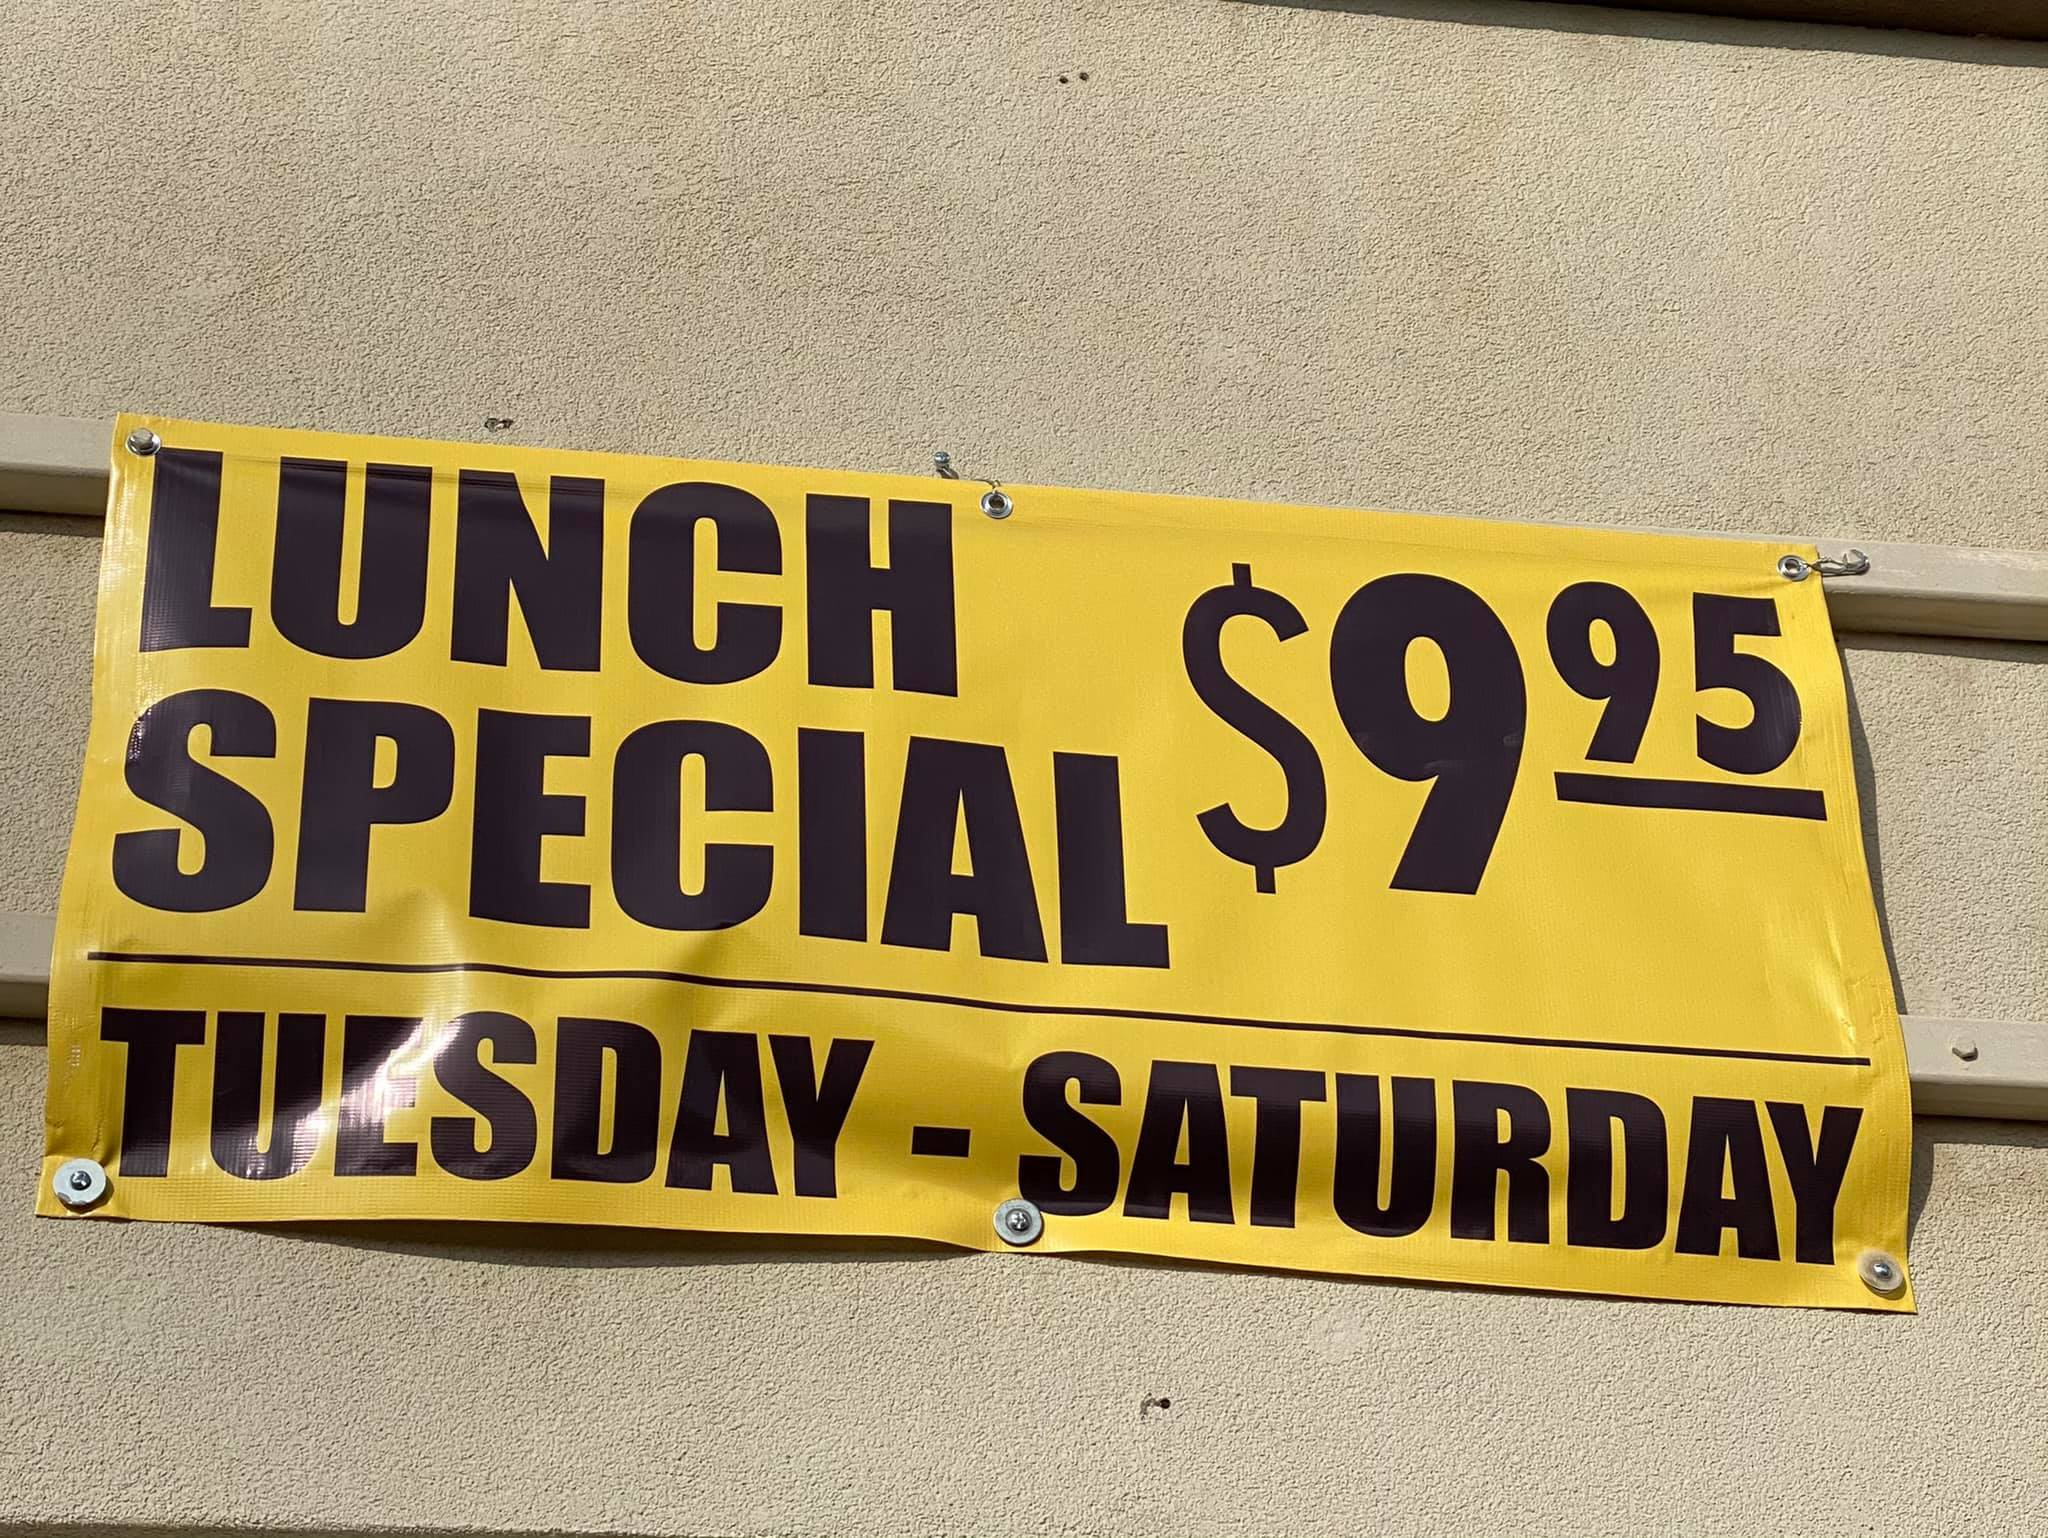 LUNCH
SPECIAL $9.95
TUESDAY - SATURDAY